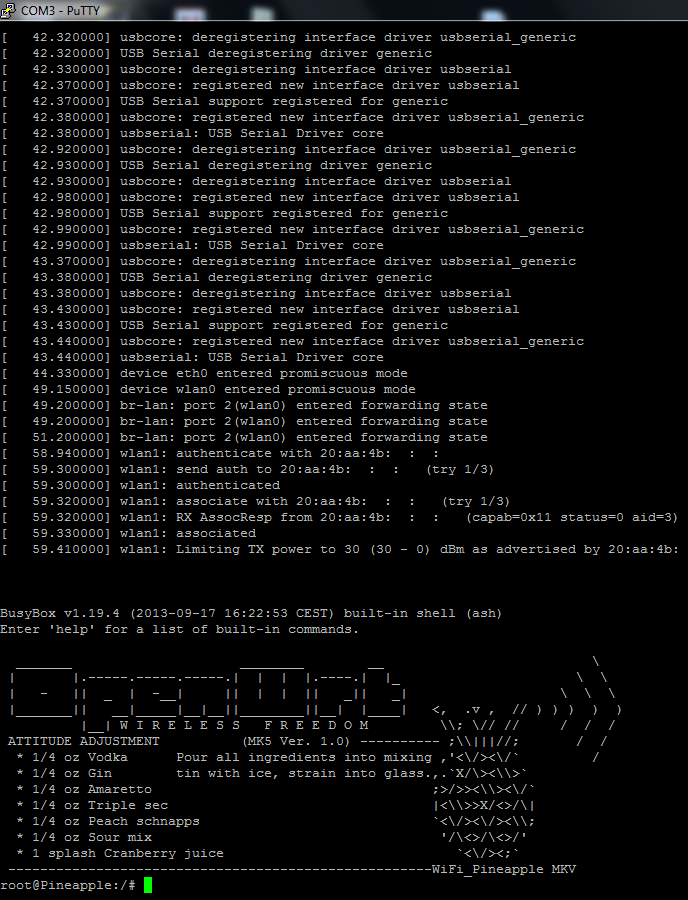 COM3 - PuTTY
[   42.320000] usbcore: deregistering interface driver usbserial_generic
[   42.320000] USB Serial deregistering driver generic
[   42.330000] usbcore: deregistering interface driver usbserial
[   42.370000] usbcore: registered new interface driver usbserial
[   42.370000] USB Serial support registered for generic
[   42.380000] usbcore: registered new interface driver usbserial_generic
[   42.380000] usbserial: USB Serial Driver core
[   42.920000] usbcore: deregistering interface driver usbserial_generic
[   42.930000] USB Serial deregistering driver generic
[   42.930000] usbcore: deregistering interface driver usbserial
[   42.980000] usbcore: registered new interface driver usbserial
[   42.980000] USB Serial support registered for generic
[   42.990000] usbcore: registered new interface driver usbserial_generic
[   42.990000] usbserial: USB Serial Driver core
[   43.370000] usbcore: deregistering interface driver usbserial_generic
[   43.380000] USB Serial deregistering driver generic
[   43.380000] usbcore: deregistering interface driver usbserial
[   43.430000] usbcore: registered new interface driver usbserial
[   43.430000] USB Serial support registered for generic
[   43.440000] usbcore: registered new interface driver usbserial_generic
[   43.440000] usbserial: USB Serial Driver core
[   44.330000] device eth0 entered promiscuous mode
[   49.150000] device wlan0 entered promiscuous mode
[   49.200000] br-lan: port 2(wlan0) entered forwarding state
[   49.200000] br-lan: port 2(wlan0) entered forwarding state
[   51.200000] br-lan: port 2(wlan0) entered forwarding state
[   58.940000] wlan1: authenticate with 20:aa:4b:  :  :
[   59.300000] wlan1: send auth to 20:aa:4b:  :  :   (try 1/3)
[   59.300000] wlan1: authenticated
[   59.320000] wlan1: associate with 20:aa:4b:  :  :   (try 1/3)
[   59.320000] wlan1: RX AssocResp from 20:aa:4b:  :  :   (capab=0x11 status=0 aid=3)
[   59.330000] wlan1: associated
[   59.410000] wlan1: Limiting TX power to 30 (30 - 0) dBm as advertised by 20:aa:4b:
BusyBox v1.19.4 (2013-09-17 16:22:53 CEST) built-in shell (ash)
Enter 'help' for a list of built-in commands.
OpenWrt
W I R E L E S S   F R E E D O M
ATTITUDE ADJUSTMENT          (MK5 Ver. 1.0) ----------
* 1/4 oz Vodka      Pour all ingredients into mixing
* 1/4 oz Gin        tin with ice, strain into glass.
* 1/4 oz Amaretto
* 1/4 oz Triple sec
* 1/4 oz Peach schnapps
* 1/4 oz Sour mix
* 1 splash Cranberry juice
-----------------------------------------------------WiFi_Pineapple MKV
root@Pineapple:/#